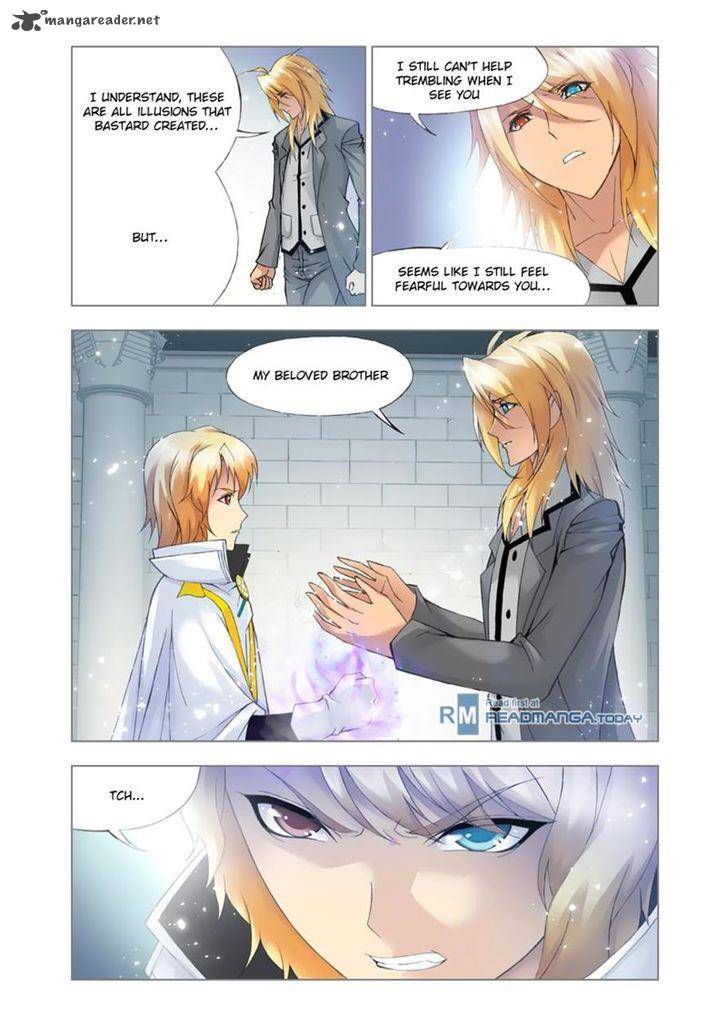 mangareader.net
I UNDERSTAND, THESE
ARE ALL ILLUSIONS THAT
BASTARD CREATED...
BUT...
I STILL CAN'T HELP
TREMBLING WHEN I
SEE YOU
SEEMS LIKE I STILL FEEL
FEARFUL TOWARDS YOU...
MY BELOVED BROTHER
RM
Read first at
READMANGA.TODAY
TCH...